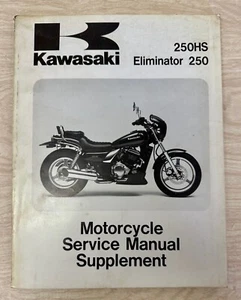 Kawasaki
250HS
Eliminator 250
Motorcycle
Service Manual
Supplement